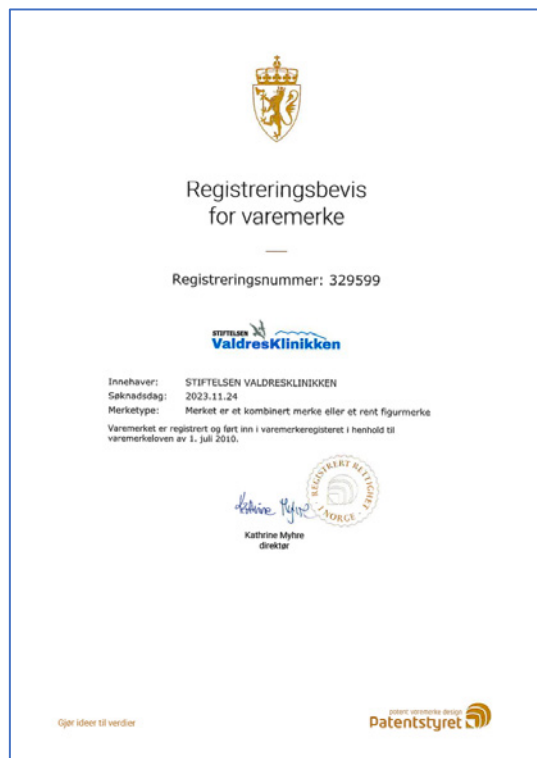 Registreringsbevis
for varemerke
Registreringsnummer: 329599
STIFTELSEN
ValdresKlinikken
Innehaver: STIFTELSEN VALDRESKLINIKKEN
Søknadsdag: 2023.11.24
Merketype: Merket er et kombinert merke eller et rent figurmerke
Varemerket er registrert og ført inn i varemerkeregisteret i henhold til
varemerkeloven av 1. juli 2010.
REGISTRERT RETTIGHET
I NORGE
Kathrine Myhre
Kathrine Myhre
direktør
Gjør ideer til verdier
patent varemerke design
Patentstyret